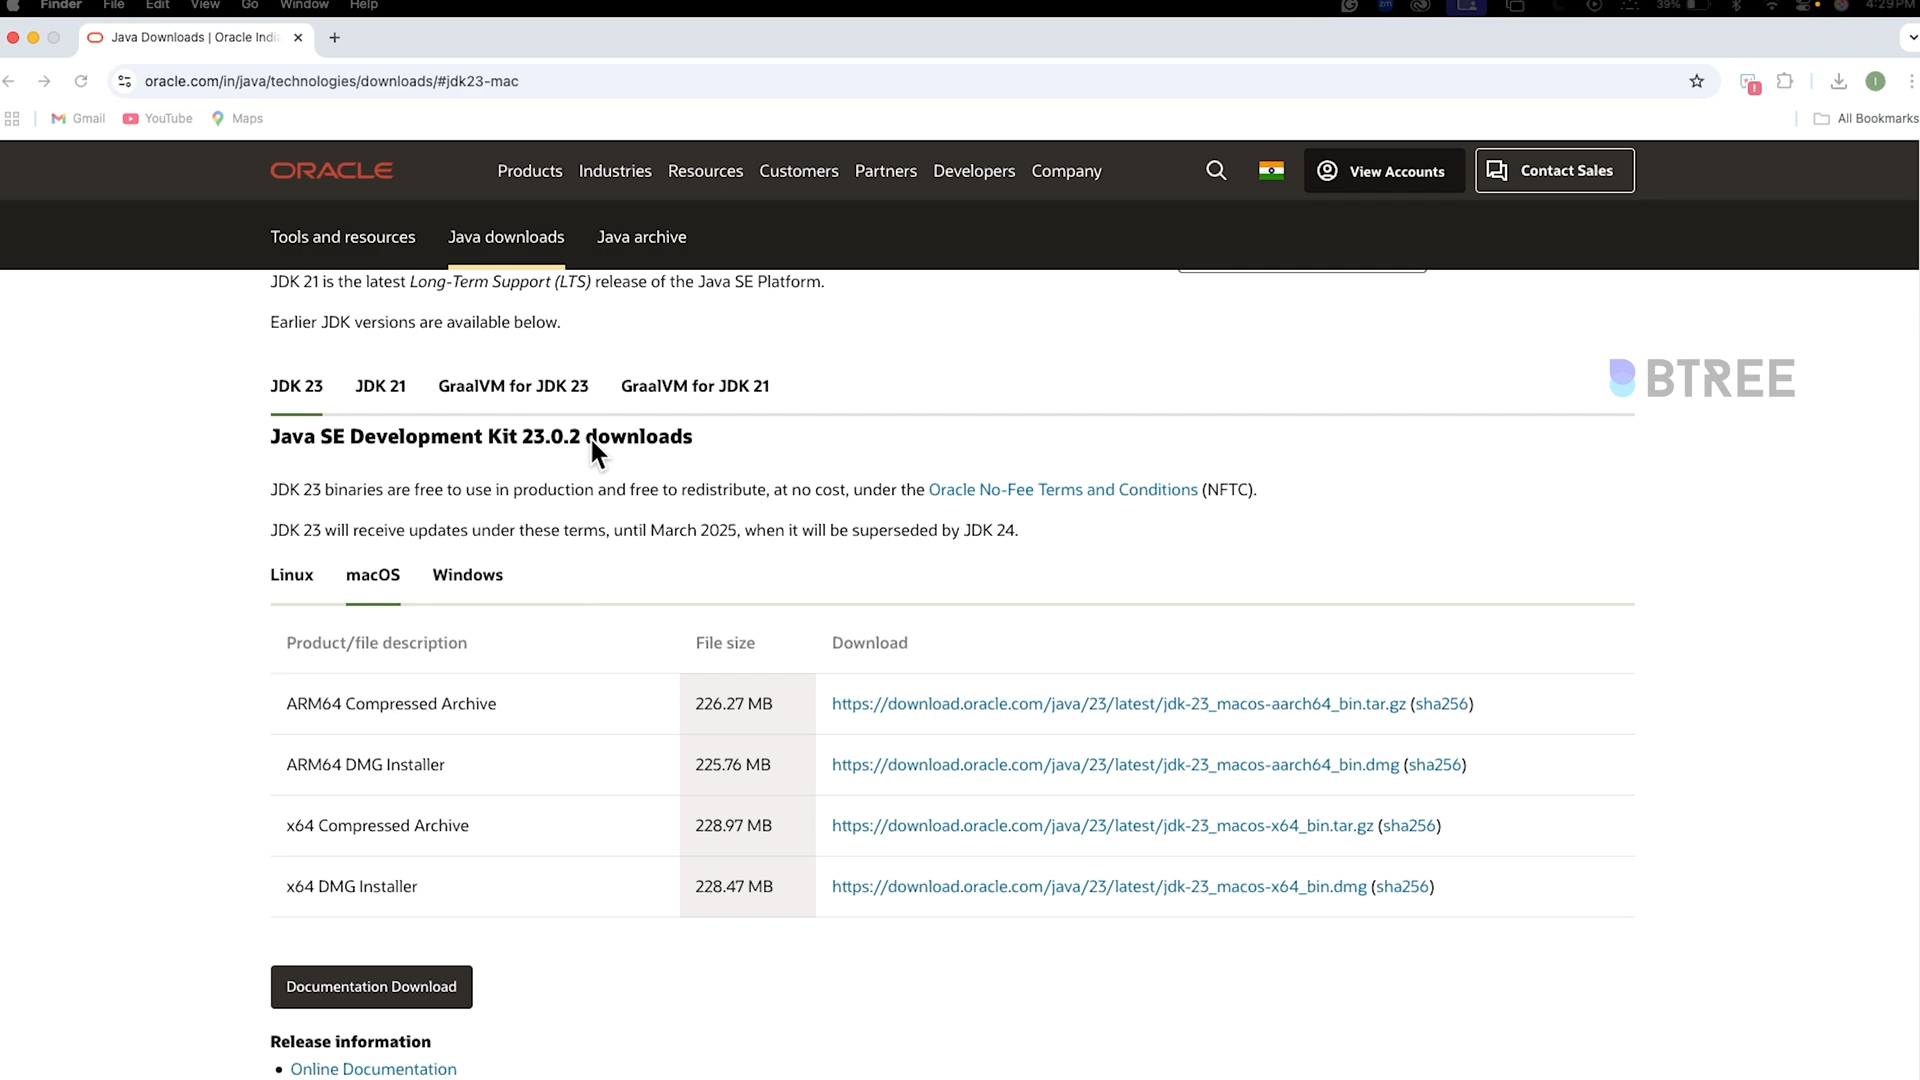 Finder File Edit View Go Window Help 39% 4:29PM
Java Downloads | Oracle Indi
oracle.com/in/java/technologies/downloads/#jdk23-mac
Gmail YouTube Maps All Bookmarks
ORACLE Products Industries Resources Customers Partners Developers Company View Accounts Contact Sales
Tools and resources Java downloads Java archive
JDK 21 is the latest Long-Term Support (LTS) release of the Java SE Platform.
Earlier JDK versions are available below.
BTREE
JDK 23 JDK 21 GraalVM for JDK 23 GraalVM for JDK 21
Java SE Development Kit 23.0.2 downloads
JDK 23 binaries are free to use in production and free to redistribute, at no cost, under the Oracle No-Fee Terms and Conditions (NFTC).
JDK 23 will receive updates under these terms, until March 2025, when it will be superseded by JDK 24.
Linux macOS Windows
Product/file description File size Download
ARM64 Compressed Archive 226.27 MB https://download.oracle.com/java/23/latest/jdk-23_macos-aarch64_bin.tar.gz (sha256)
ARM64 DMG Installer 225.76 MB https://download.oracle.com/java/23/latest/jdk-23_macos-aarch64_bin.dmg (sha256)
x64 Compressed Archive 228.97 MB https://download.oracle.com/java/23/latest/jdk-23_macos-x64_bin.tar.gz (sha256)
x64 DMG Installer 228.47 MB https://download.oracle.com/java/23/latest/jdk-23_macos-x64_bin.dmg (sha256)
Documentation Download
Release information
• Online Documentation